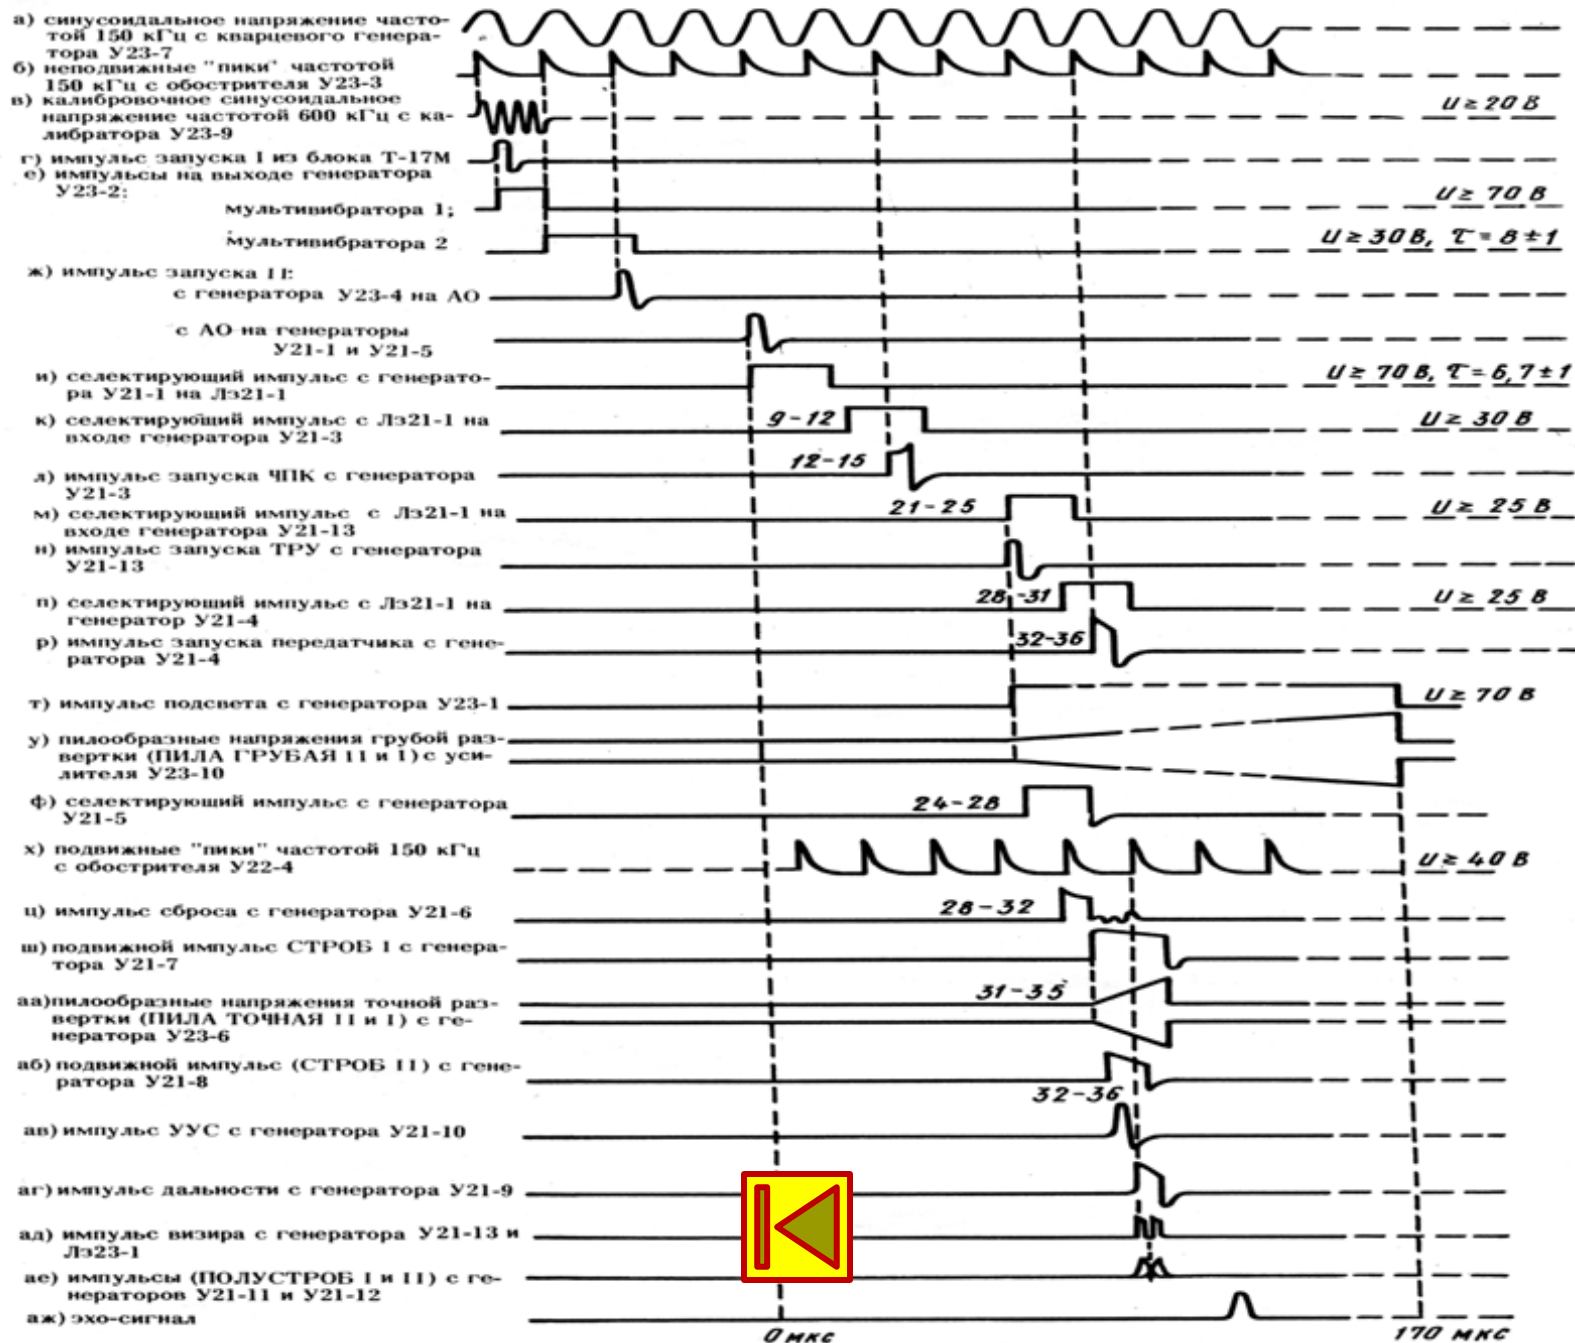 а) синусоидальное напряжение часто-
той 150 кГц с кварцевого генера-
тора У23-7
б) неподвижные "пики" частотой
150 кГц с обострителя У23-3
в) калибровочное синусоидальное
напряжение частотой 600 кГц с ка-
либратора У23-9
U ≥ 20 В
г) импульс запуска I из блока Т-17М
е) импульсы на выходе генератора
У23-2:
мультивибратора 1;
U ≥ 70 В
мультивибратора 2
U ≥ 30 В, τ = 8 ± 1
ж) импульс запуска II:
с генератора У23-4 на АО
с АО на генераторы
У21-1 и У21-5
и) селектирующий импульс с генерато-
ра У21-1 на Лз21-1
U ≥ 70 В, τ = 6,7 ± 1
к) селектирующий импульс с Лз21-1 на
входе генератора У21-3
9-12
U ≥ 30 В
л) импульс запуска ЧПК с генератора
У21-3
12-15
м) селектирующий импульс с Лз21-1 на
входе генератора У21-13
21-25
U ≥ 25 В
н) импульс запуска ТРУ с генератора
У21-13
п) селектирующий импульс с Лз21-1 на
генератор У21-4
28-31
U ≥ 25 В
р) импульс запуска передатчика с гене-
ратора У21-4
32-36
т) импульс подсвета с генератора У23-1
U ≥ 70 В
у) пилообразные напряжения грубой раз-
вертки (ПИЛА ГРУБАЯ II и I) с уси-
лителя У23-10
ф) селектирующий импульс с генератора
У21-5
24-28
х) подвижные "пики" частотой 150 кГц
с обострителя У22-4
U ≥ 40 В
ц) импульс сброса с генератора У21-6
28-32
ш) подвижной импульс СТРОБ I с генера-
тора У21-7
аа) пилообразные напряжения точной раз-
вертки (ПИЛА ТОЧНАЯ II и I) с ге-
нератора У23-6
31-35
аб) подвижной импульс (СТРОБ II) с гене-
ратора У21-8
32-36
ав) импульс УУС с генератора У21-10
аг) импульс дальности с генератора У21-9
ад) импульс визира с генератора У21-13 и
Лз23-1
ае) импульсы (ПОЛУСТРОБ I и II) с ге-
нераторов У21-11 и У21-12
аж) эхо-сигнал
0 мкс
170 мкс